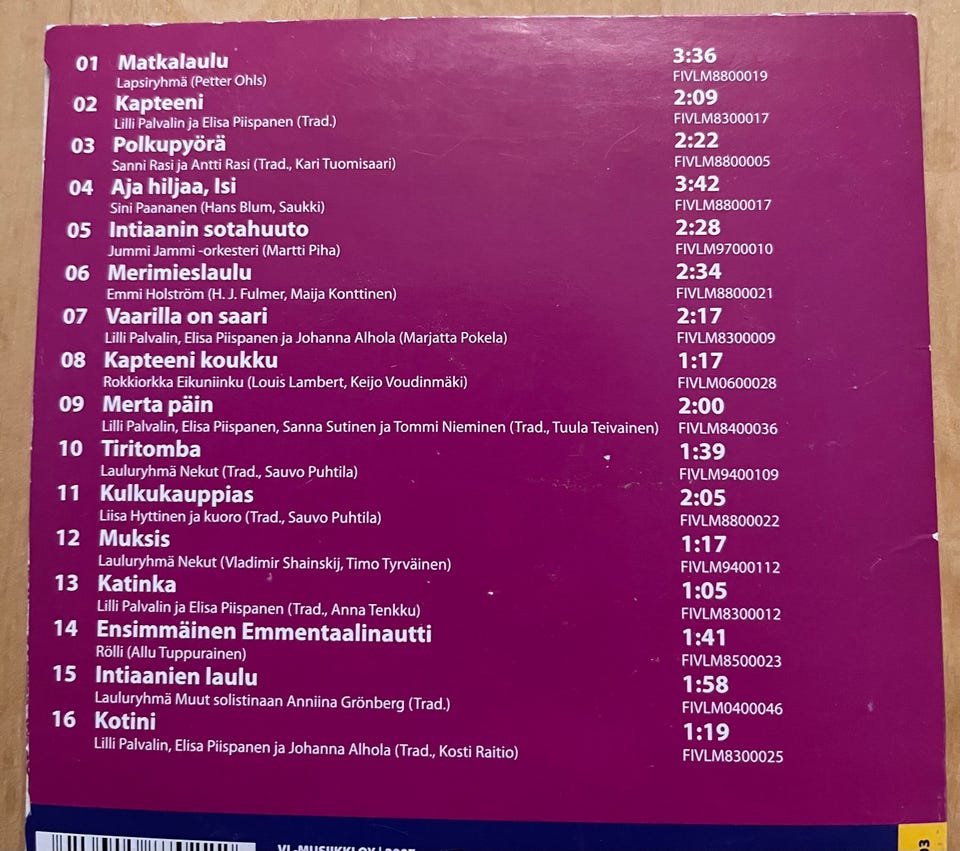 01 Matkalaulu 3:36
Lapsiryhmä (Petter Ohls) FIVLM8800019
02 Kapteeni 2:09
Lilli Palvalin ja Elisa Piispanen (Trad.) FIVLM8300017
03 Polkupyörä 2:22
Sanni Rasi ja Antti Rasi (Trad., Kari Tuomisaari) FIVLM8800005
04 Aja hiljaa, Isi 3:42
Sini Paananen (Hans Blum, Saukki) FIVLM8800017
05 Intiaanin sotahuuto 2:28
Jummi Jammi -orkesteri (Martti Piha) FIVLM9700010
06 Merimieslaulu 2:34
Emmi Holström (H. J. Fulmer, Maija Konttinen) FIVLM8800021
07 Vaarilla on saari 2:17
Lilli Palvalin, Elisa Piispanen ja Johanna Alhola (Marjatta Pokela) FIVLM8300009
08 Kapteeni koukku 1:17
Rokkiorkka Eikuniinku (Louis Lambert, Keijo Voudinmäki) FIVLM0600028
09 Merta päin 2:00
Lilli Palvalin, Elisa Piispanen, Sanna Sutinen ja Tommi Nieminen (Trad., Tuula Teivainen) FIVLM8400036
10 Tiritomba 1:39
Lauluryhmä Nekut (Trad., Sauvo Puhtila) FIVLM9400109
11 Kulkukauppias 2:05
Liisa Hyttinen ja kuoro (Trad., Sauvo Puhtila) FIVLM8800022
12 Muksis 1:17
Lauluryhmä Nekut (Vladimir Shainskij, Timo Tyrväinen) FIVLM9400112
13 Katinka 1:05
Lilli Palvalin ja Elisa Piispanen (Trad., Anna Tenkku) FIVLM8300012
14 Ensimmäinen Emmentaalinautti 1:41
Rölli (Allu Tuppurainen) FIVLM8500023
15 Intiaanien laulu 1:58
Lauluryhmä Muut solistinaan Anniina Grönberg (Trad.) FIVLM0400046
16 Kotini 1:19
Lilli Palvalin, Elisa Piispanen ja Johanna Alhola (Trad., Kosti Raitio) FIVLM8300025
VL-MUSIIKKI OY |